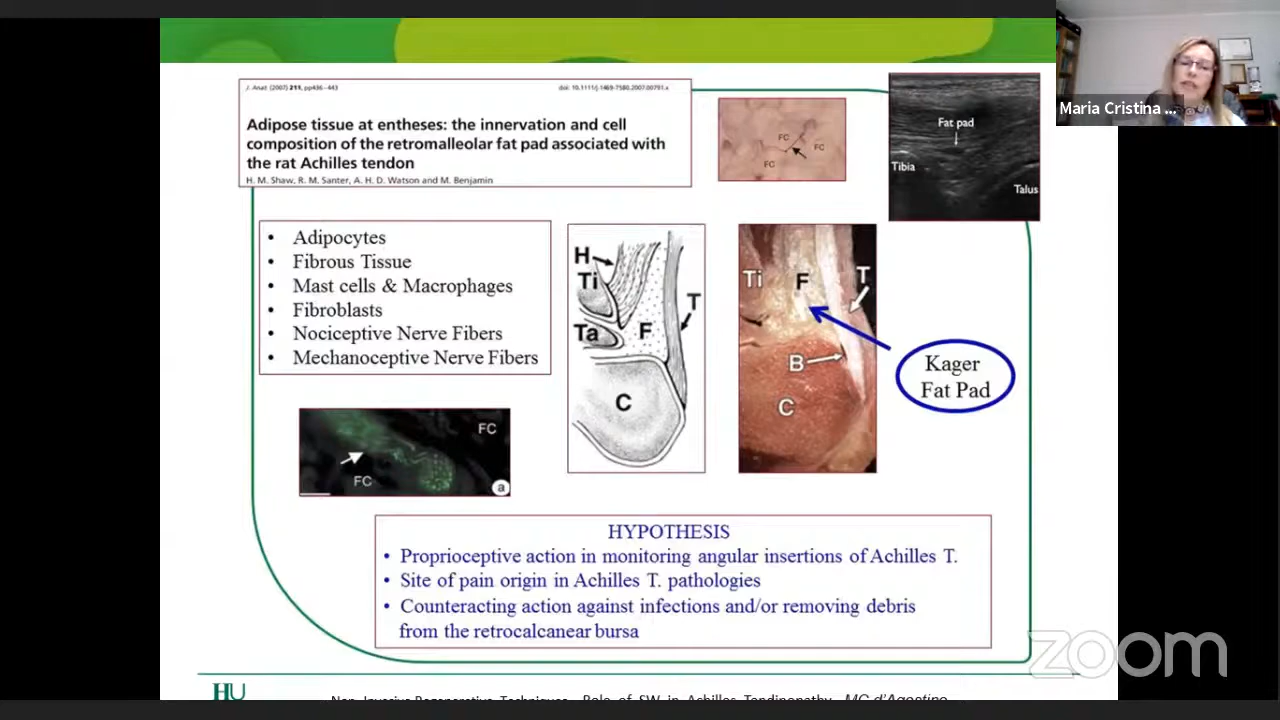 J. Anat. (2007) 211, pp436–443
doi: 10.1111/j.1469-7580.2007.00791.x
Adipose tissue at entheses: the innervation and cell
composition of the retromalleolar fat pad associated with
the rat Achilles tendon
H. M. Shaw, R. M. Santer, A. H. D. Watson and M. Benjamin
FC
FC
FC
Fat pad
Tibia
Talus
Maria Cristina ...
• Adipocytes
• Fibrous Tissue
• Mast cells & Macrophages
• Fibroblasts
• Nociceptive Nerve Fibers
• Mechanoceptive Nerve Fibers
H
Ti
T
Ta
F
C
Ti
F
T
B
C
Kager
Fat Pad
FC
FC
a
HYPOTHESIS
• Proprioceptive action in monitoring angular insertions of Achilles T.
• Site of pain origin in Achilles T. pathologies
• Counteracting action against infections and/or removing debris
from the retrocalcanear bursa
zoom
HU
Non-Invasive Regenerative Techniques - Role of SW in Achilles Tendinopathy - MC d'Agostino